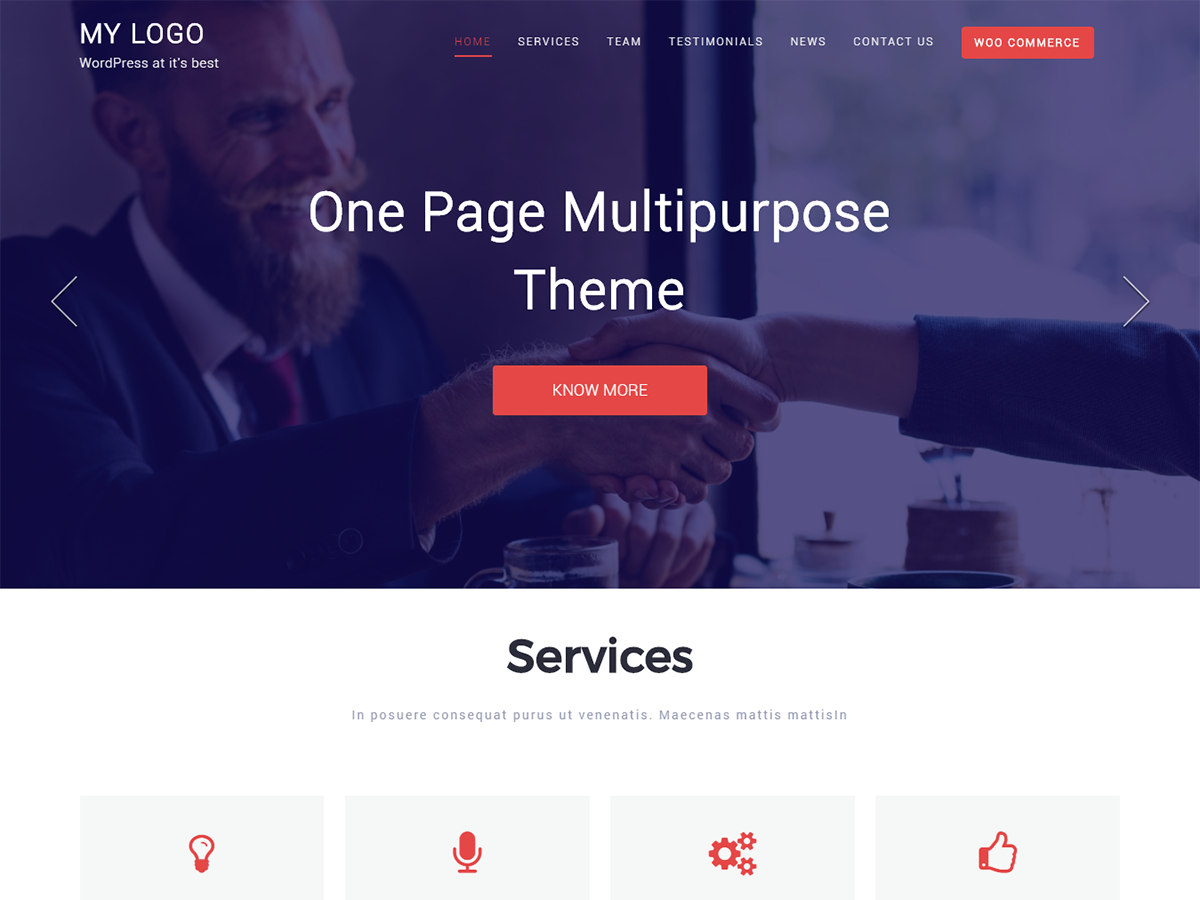 MY LOGO
WordPress at it's best
HOME SERVICES TEAM TESTIMONIALS NEWS CONTACT US WOO COMMERCE
One Page Multipurpose
Theme
KNOW MORE
Services
In posuere consequat purus ut venenatis. Maecenas mattis mattisIn